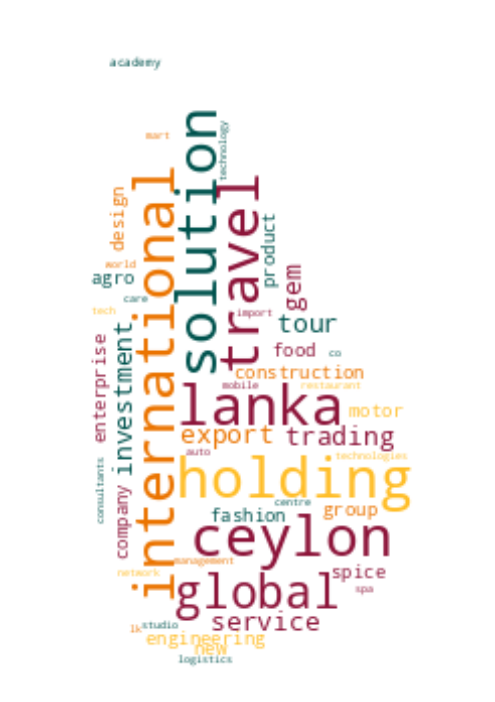 academy
mart
technology
solution
international
travel
design
product
world
agro
gem
care
tech
import
tour
investment
enterprise
food
co
construction
mobile
restaurant
lanka
motor
export
trading
auto
technologies
holding
consultants
company
centre
fashion
group
ceylon
management
network
spice
global
spa
service
lk
studio
engineering
new
logistics